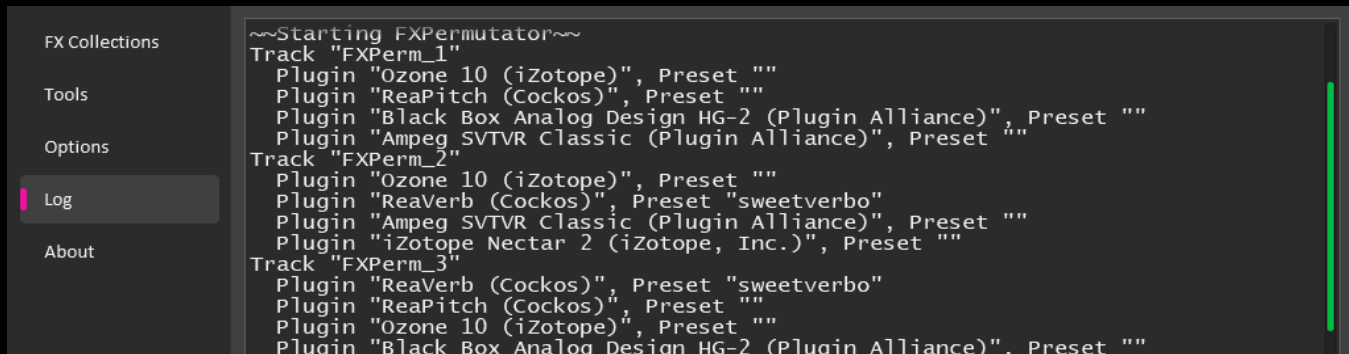 FX Collections
Tools
Options
Log
About
~~Starting FXPermutator~~
Track "FXPerm_1"
  Plugin "Ozone 10 (iZotope)", Preset ""
  Plugin "ReaPitch (Cockos)", Preset ""
  Plugin "Black Box Analog Design HG-2 (Plugin Alliance)", Preset ""
  Plugin "Ampeg SVTVR Classic (Plugin Alliance)", Preset ""
Track "FXPerm_2"
  Plugin "Ozone 10 (iZotope)", Preset ""
  Plugin "ReaVerb (Cockos)", Preset "sweetverbo"
  Plugin "Ampeg SVTVR Classic (Plugin Alliance)", Preset ""
  Plugin "iZotope Nectar 2 (iZotope, Inc.)", Preset ""
Track "FXPerm_3"
  Plugin "ReaVerb (Cockos)", Preset "sweetverbo"
  Plugin "ReaPitch (Cockos)", Preset ""
  Plugin "Ozone 10 (iZotope)", Preset ""
  Plugin "Black Box Analog Design HG-2 (Plugin Alliance)", Preset ""